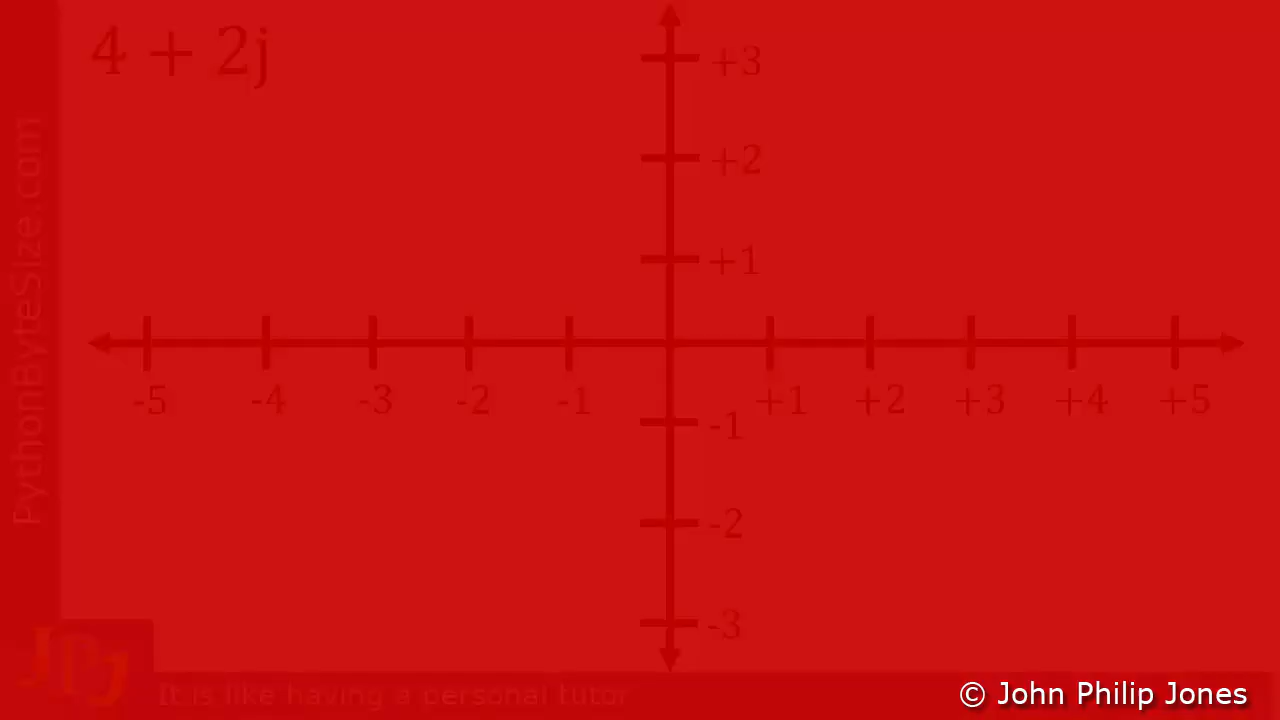 4 + 2j
+3
+2
+1
-5 -4 -3 -2 -1 +1 +2 +3 +4 +5
-1
-2
-3
PythonByteSize.com
JPJ
It is like having a personal tutor
© John Philip Jones